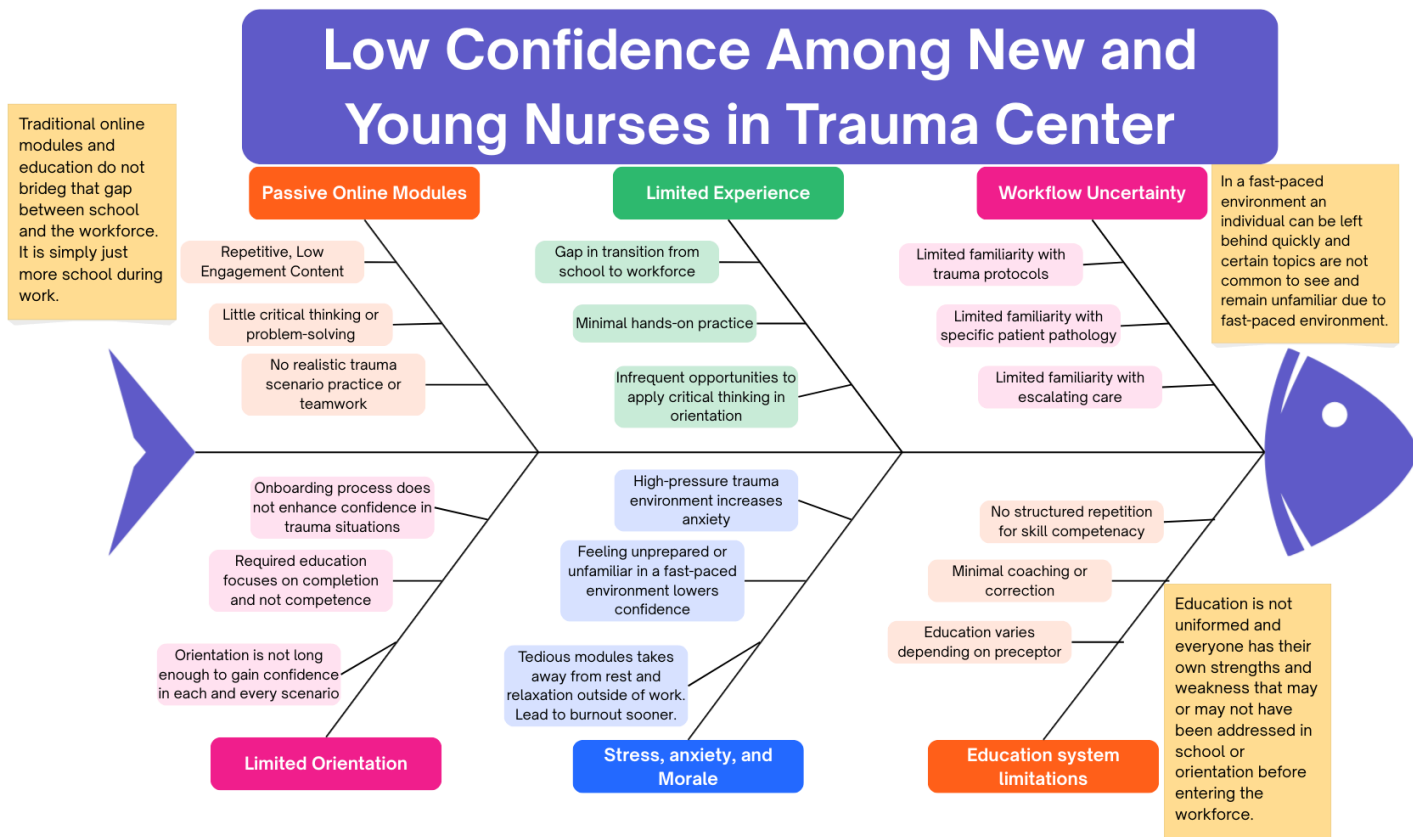 Low Confidence Among New and
Young Nurses in Trauma Center
Traditional online
modules and
education do not
brideg that gap
between school
and the workforce.
It is simply just
more school during
work.
Passive Online Modules
Repetitive, Low
Engagement Content
Little critical thinking or
problem-solving
No realistic trauma
scenario practice or
teamwork
Limited Experience
Gap in transition from
school to workforce
Minimal hands-on practice
Infrequent opportunities to
apply critical thinking in
orientation
Workflow Uncertainty
Limited familiarity with
trauma protocols
Limited familiarity with
specific patient pathology
Limited familiarity with
escalating care
In a fast-paced
environment an
individual can be left
behind quickly and
certain topics are not
common to see and
remain unfamiliar due to
fast-paced environment.
Onboarding process does
not enhance confidence in
trauma situations
Required education
focuses on completion
and not competence
Orientation is not long
enough to gain confidence
in each and every scenario
Limited Orientation
High-pressure trauma
environment increases
anxiety
Feeling unprepared or
unfamiliar in a fast-paced
environment lowers
confidence
Tedious modules takes
away from rest and
relaxation outside of work.
Lead to burnout sooner.
Stress, anxiety, and
Morale
No structured repetition
for skill competenacy
Minimal coaching or
correction
Education varies
depending on preceptor
Education system
limitations
Education is not
uniformed and
everyone has their
own strengths and
weakness that may
or may not have
been addressed in
school or
orientation before
entering the
workforce.